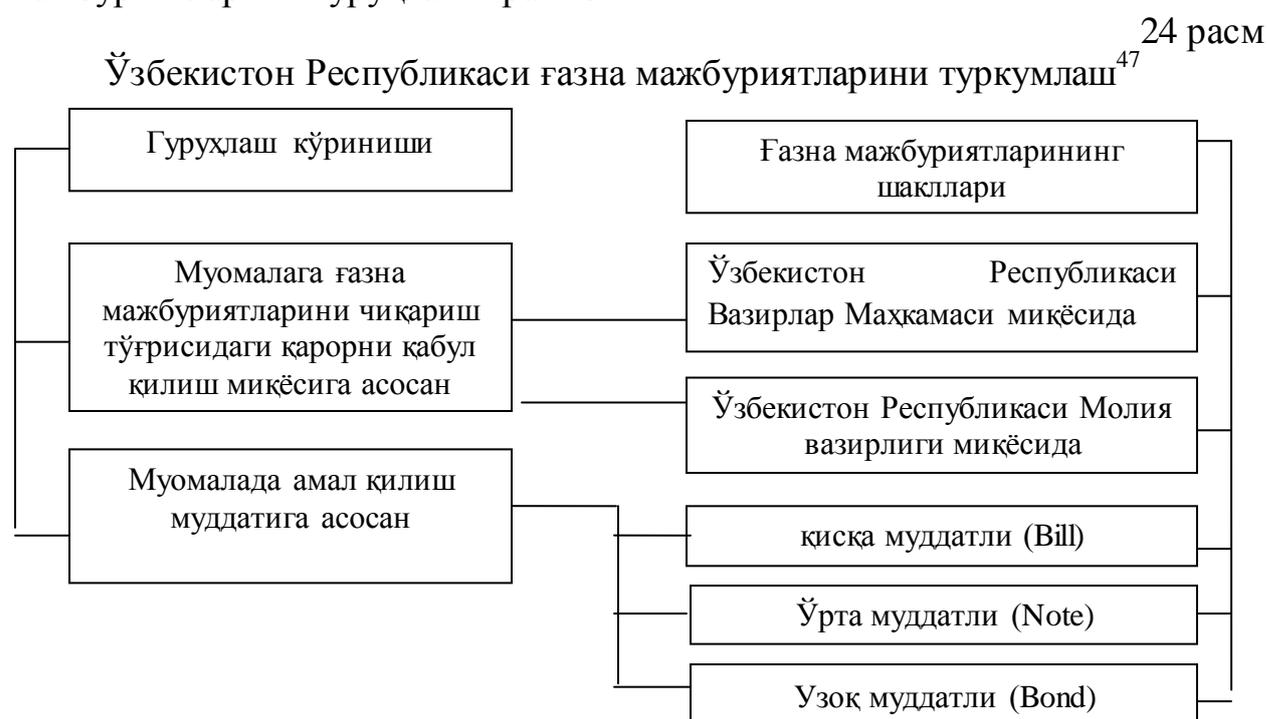 24 расм
Ўзбекистон Республикаси ғазна мажбуриятларини туркумлаш47
Гуруҳлаш кўриниши
Ғазна мажбуриятларининг
шакллари
Муомалага ғазна
мажбуриятларини чиқариш
тўғрисидаги қарорни қабул
қилиш миқёсига асосан
Ўзбекистон Республикаси
Вазирлар Маҳкамаси миқёсида
Ўзбекистон Республикаси Молия
вазирлиги миқёсида
Муомалада амал қилиш
муддатига асосан
қисқа муддатли (Bill)
Ўрта муддатли (Note)
Узоқ муддатли (Bond)